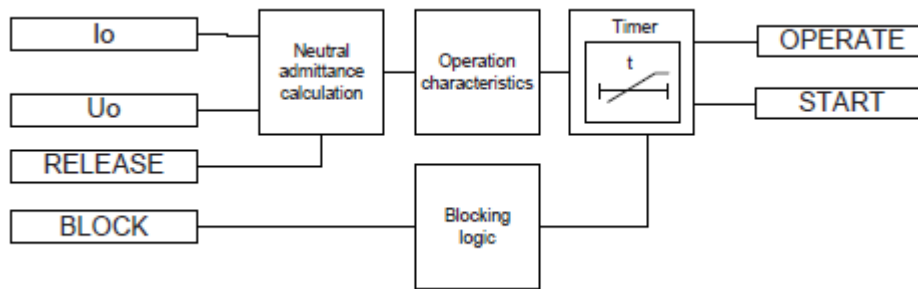 Io
Uo
RELEASE
BLOCK
Neutral
admittance
calculation
Operation
characteristics
Timer
t
Blocking
logic
OPERATE
START